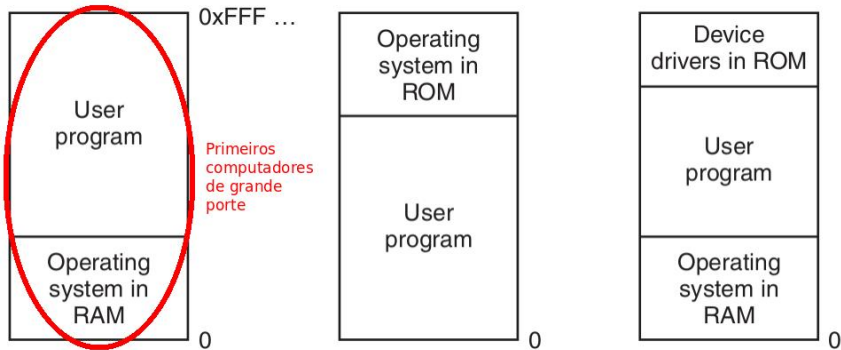 0xFFF ...
User
program
Operating
system in
RAM
0
Primeiros
computadores
de grande
porte
Operating
system in
ROM
User
program
0
Device
drivers in ROM
User
program
Operating
system in
RAM
0